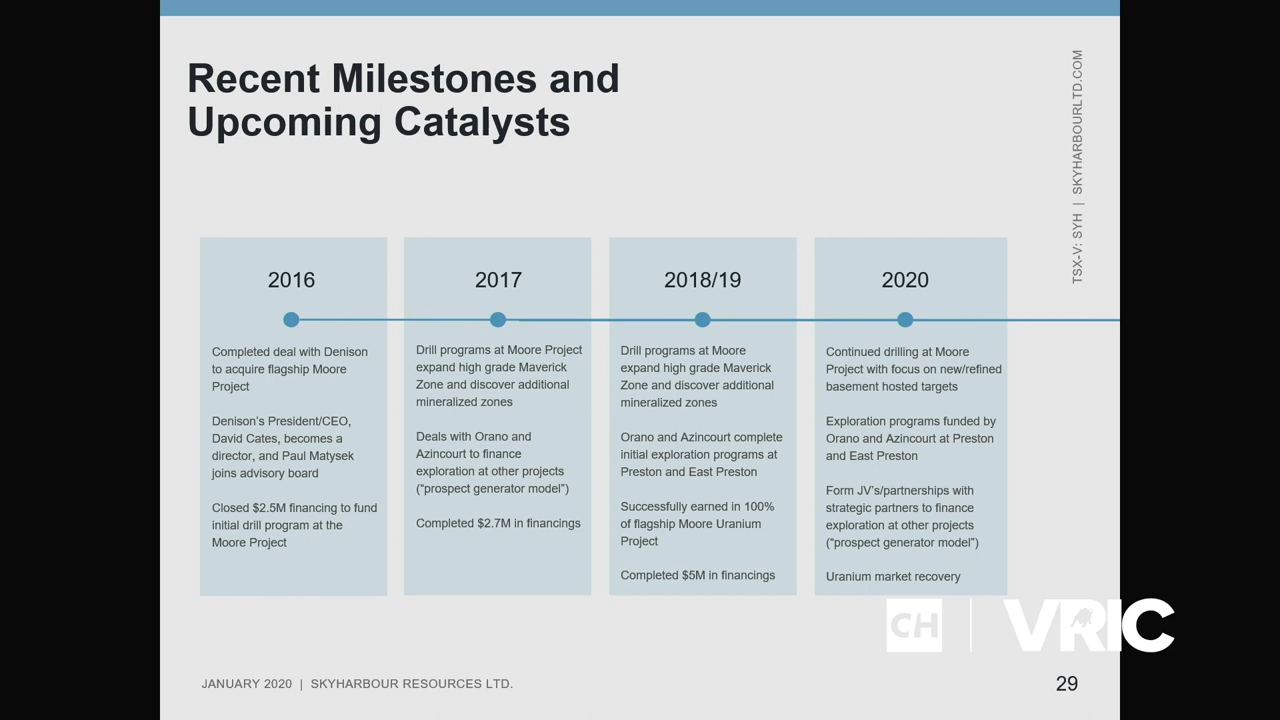 Recent Milestones and
Upcoming Catalysts
TSX-V: SYH | SKYHARBOURLTD.COM
2016
Completed deal with Denison
to acquire flagship Moore
Project
Denison's President/CEO,
David Cates, becomes a
director, and Paul Matysek
joins advisory board
Closed $2.5M financing to fund
initial drill program at the
Moore Project
2017
Drill programs at Moore Project
expand high grade Maverick
Zone and discover additional
mineralized zones
Deals with Orano and
Azincourt to finance
exploration at other projects
("prospect generator model")
Completed $2.7M in financings
2018/19
Drill programs at Moore
expand high grade Maverick
Zone and discover additional
mineralized zones
Orano and Azincourt complete
initial exploration programs at
Preston and East Preston
Successfully earned in 100%
of flagship Moore Uranium
Project
Completed $5M in financings
2020
Continued drilling at Moore
Project with focus on new/refined
basement hosted targets
Exploration programs funded by
Orano and Azincourt at Preston
and East Preston
Form JV's/partnerships with
strategic partners to finance
exploration at other projects
("prospect generator model")
Uranium market recovery
CH | VRIC
JANUARY 2020 | SKYHARBOUR RESOURCES LTD.
29